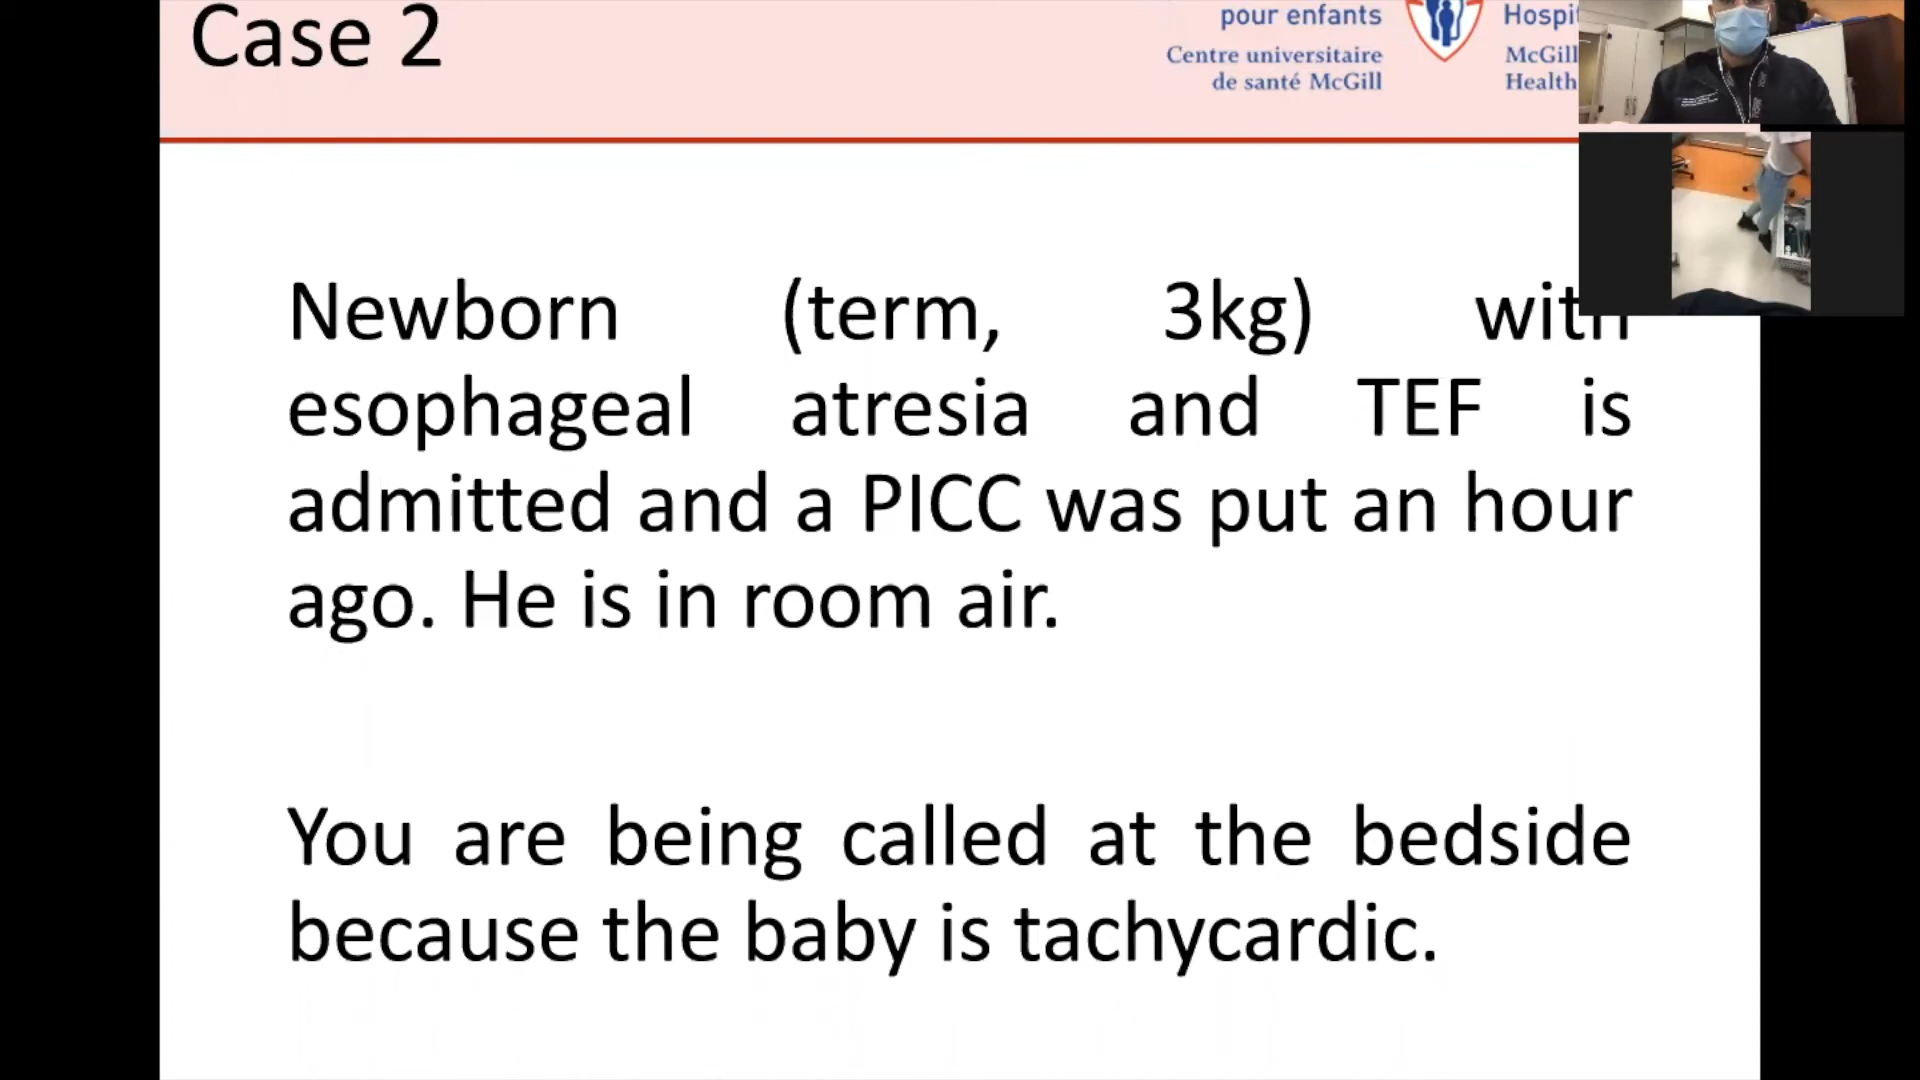 Case 2
pour enfants
Centre universitaire
de santé McGill
McGill
Health
Newborn (term, 3kg) with
esophageal atresia and TEF is
admitted and a PICC was put an hour
ago. He is in room air.
You are being called at the bedside
because the baby is tachycardic.